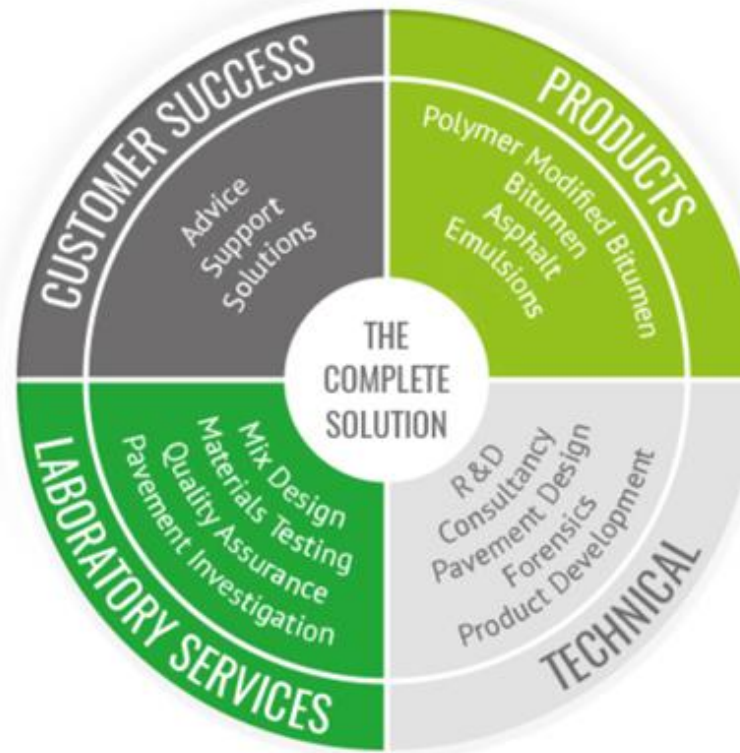 CUSTOMER SUCCESS
Advice
Support
Solutions
PRODUCTS
Polymer Modified Bitumen
Bitumen
Asphalt
Emulsions
THE
COMPLETE
SOLUTION
LABORATORY SERVICES
Mix Design
Materials Testing
Quality Assurance
Pavement Investigation
TECHNICAL
R & D
Consultancy
Pavement Design
Forensics
Product Development